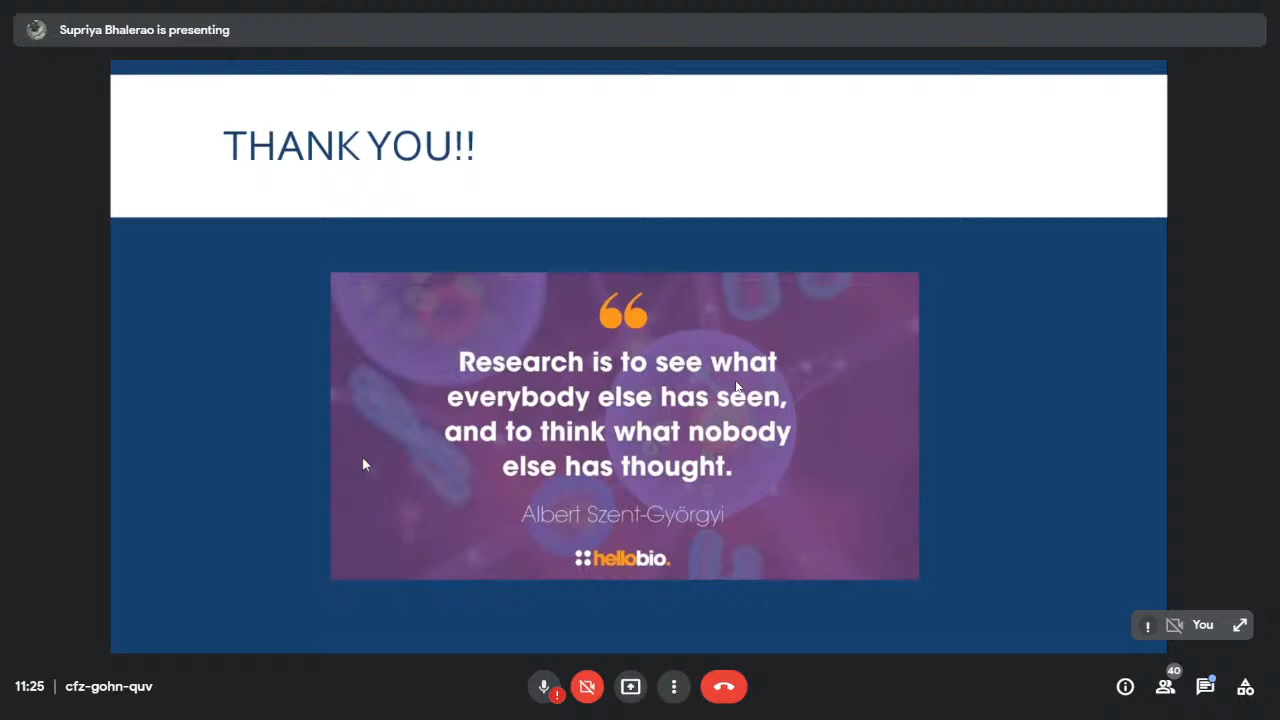 Supriya Bhalerao is presenting
THANK YOU!!
Research is to see what
everybody else has seen,
and to think what nobody
else has thought.
Albert Szent-Györgyi
hellobio.
You
40
11:25 | cfz-gohn-quv